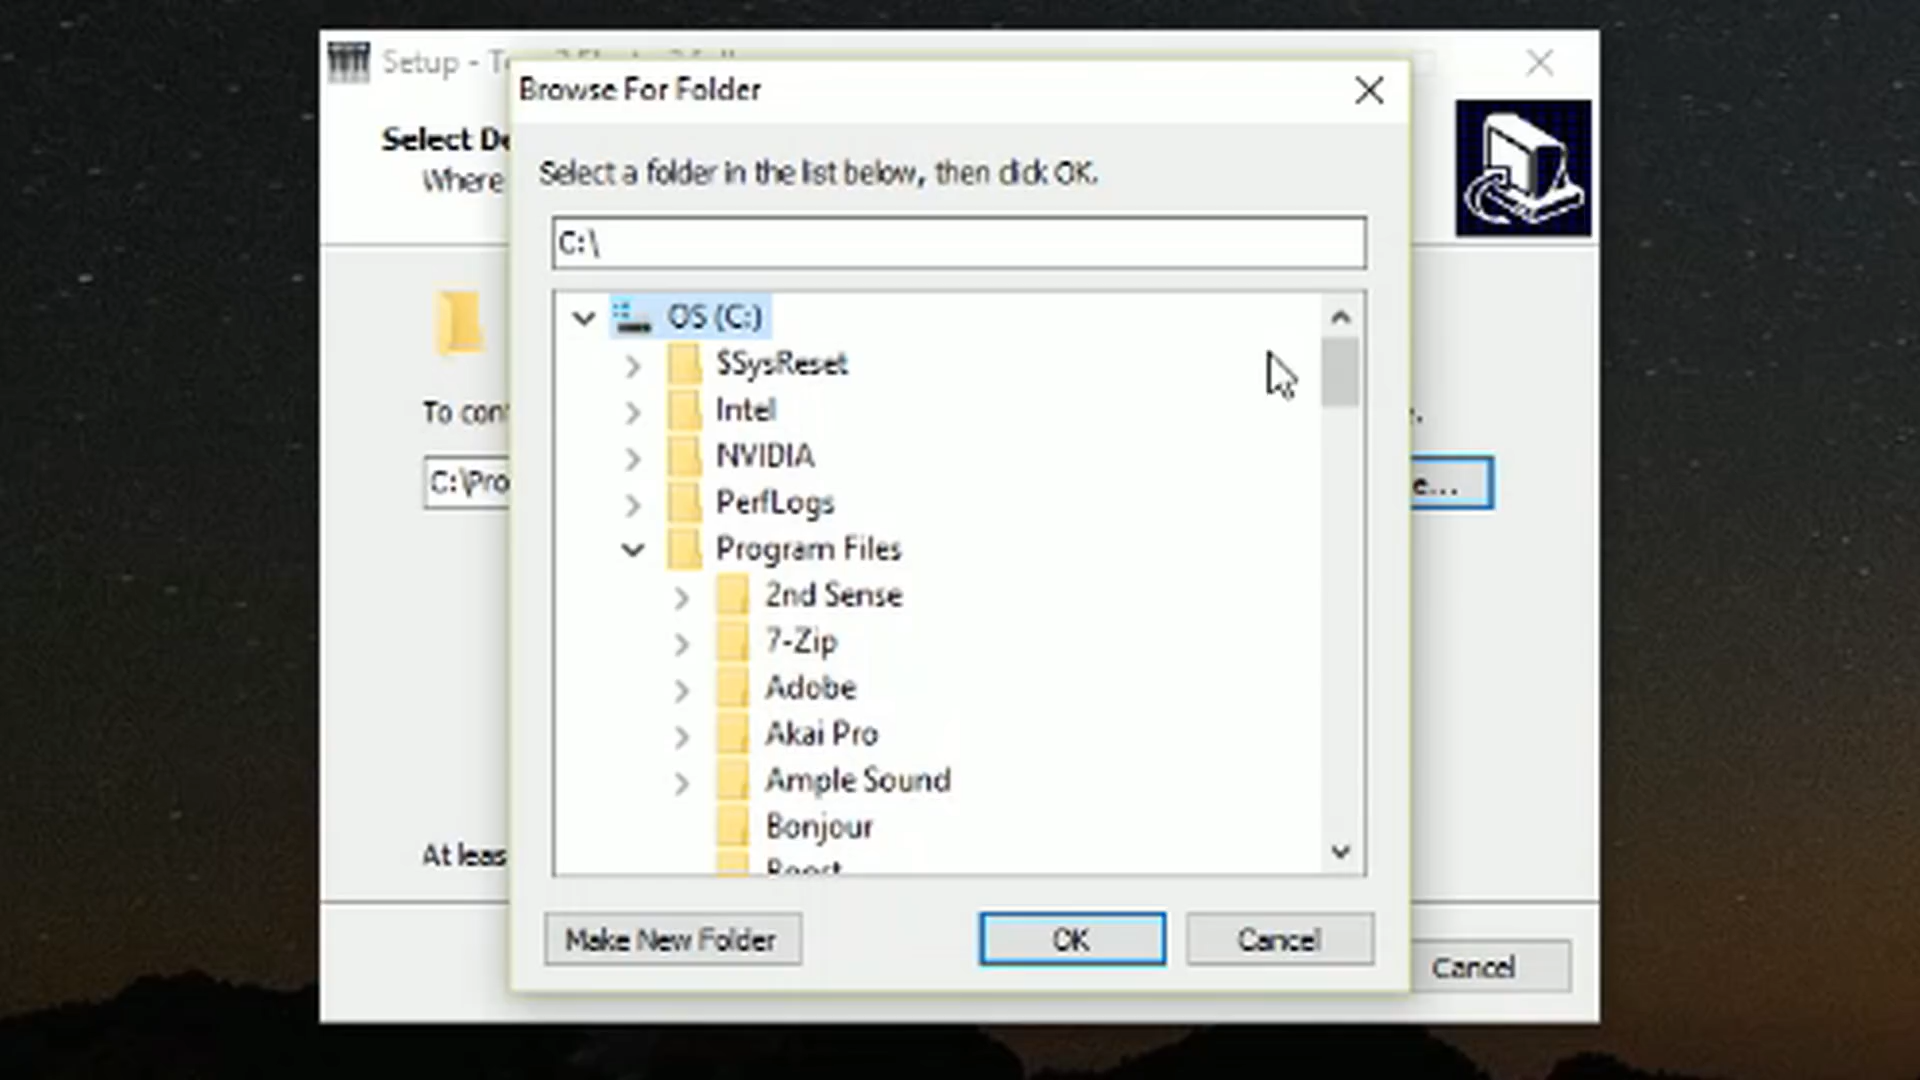 Setup -
Browse For Folder
Select
Where
Select a folder in the list below, then click OK.
C:\
OS (C:)
$SysReset
Intel
NVIDIA
PerfLogs
Program Files
2nd Sense
7-Zip
Adobe
Akai Pro
Ample Sound
Bonjour
To
C:\Pro
e...
At
Make New Folder
OK
Cancel
Cancel